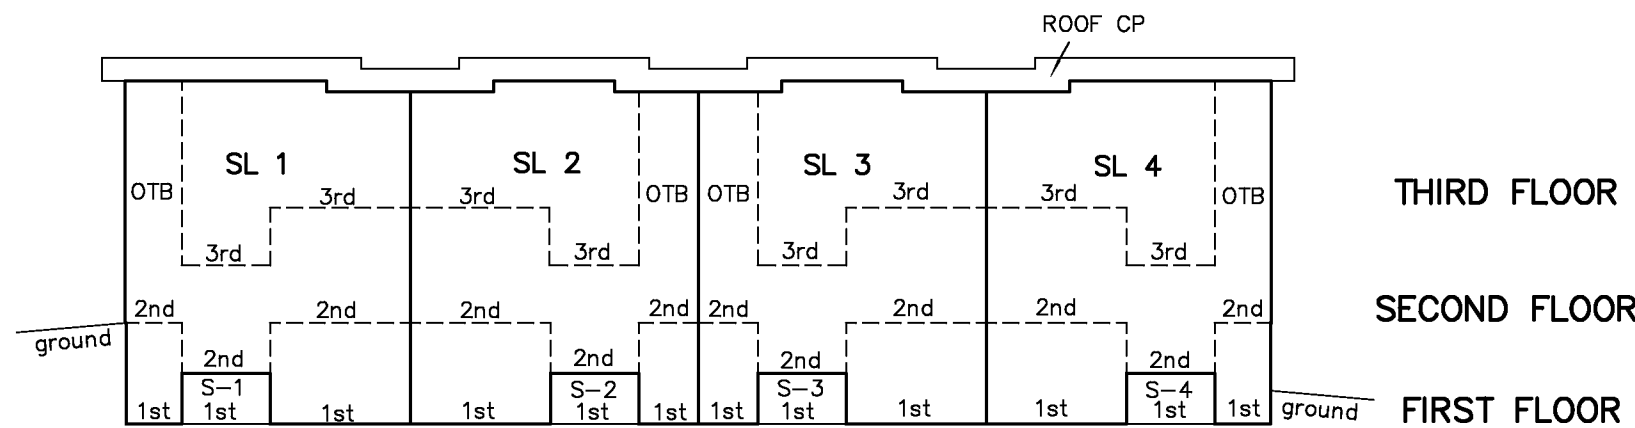 ROOF CP
SL 1 SL 2 SL 3 SL 4
OTB 3rd 3rd OTB OTB 3rd 3rd OTB THIRD FLOOR
3rd 3rd 3rd 3rd
2nd 2nd 2nd 2nd 2nd 2nd 2nd 2nd SECOND FLOOR
ground
2nd 2nd 2nd 2nd
S-1 S-2 S-3 S-4
1st 1st 1st 1st 1st 1st 1st 1st 1st 1st 1st 1st ground FIRST FLOOR